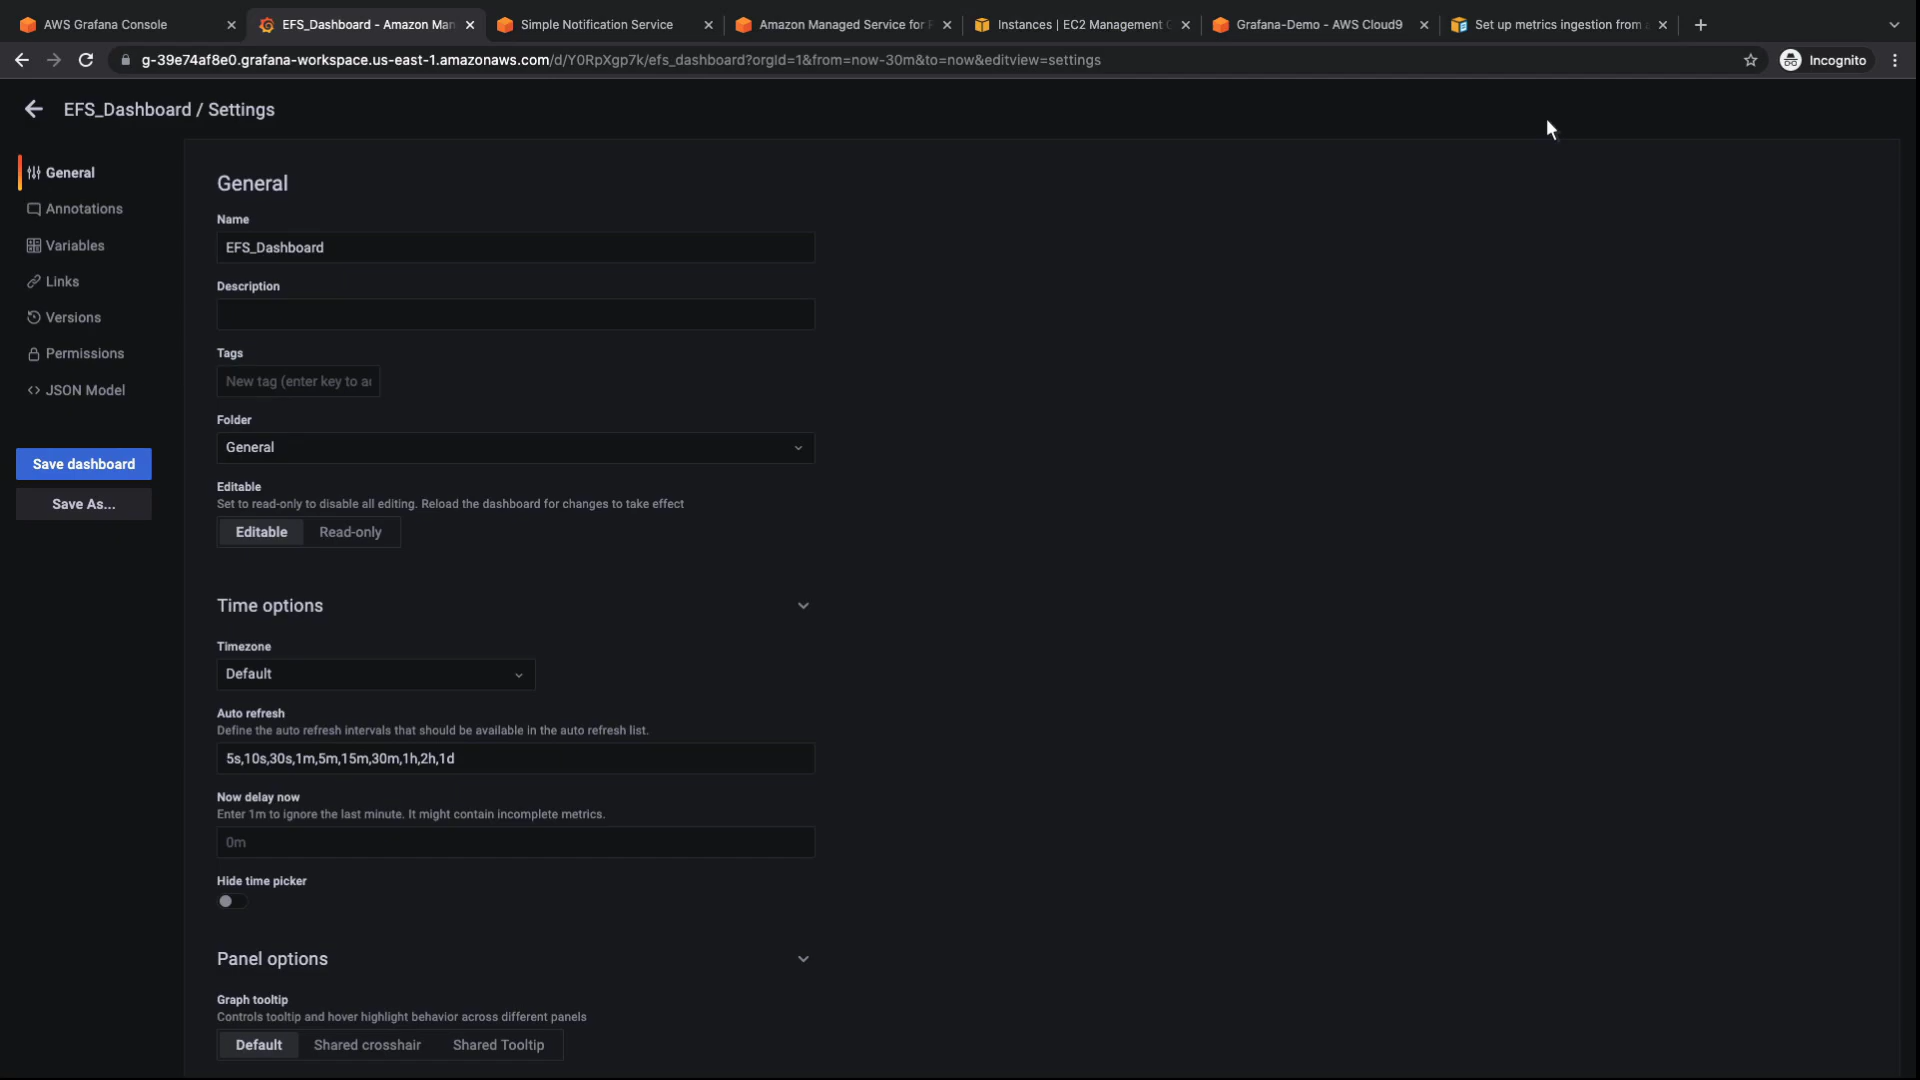 AWS Grafana Console
EFS_Dashboard - Amazon Man
Simple Notification Service
Amazon Managed Service for
Instances | EC2 Management
Grafana-Demo - AWS Cloud9
Set up metrics ingestion from
g-39e74af8e0.grafana-workspace.us-east-1.amazonaws.com/d/Y0RpXgp7k/efs_dashboard?orgId=1&from=now-30m&to=now&editview=settings
Incognito
EFS_Dashboard / Settings
General
Annotations
Variables
Links
Versions
Permissions
JSON Model
Save dashboard
Save As...
General
Name
EFS_Dashboard
Description
Tags
New tag (enter key to a
Folder
General
Editable
Set to read-only to disable all editing. Reload the dashboard for changes to take effect
Editable Read-only
Time options
Timezone
Default
Auto refresh
Define the auto refresh intervals that should be available in the auto refresh list.
5s,10s,30s,1m,5m,15m,30m,1h,2h,1d
Now delay now
Enter 1m to ignore the last minute. It might contain incomplete metrics.
0m
Hide time picker
Panel options
Graph tooltip
Controls tooltip and hover highlight behavior across different panels
Default Shared crosshair Shared Tooltip